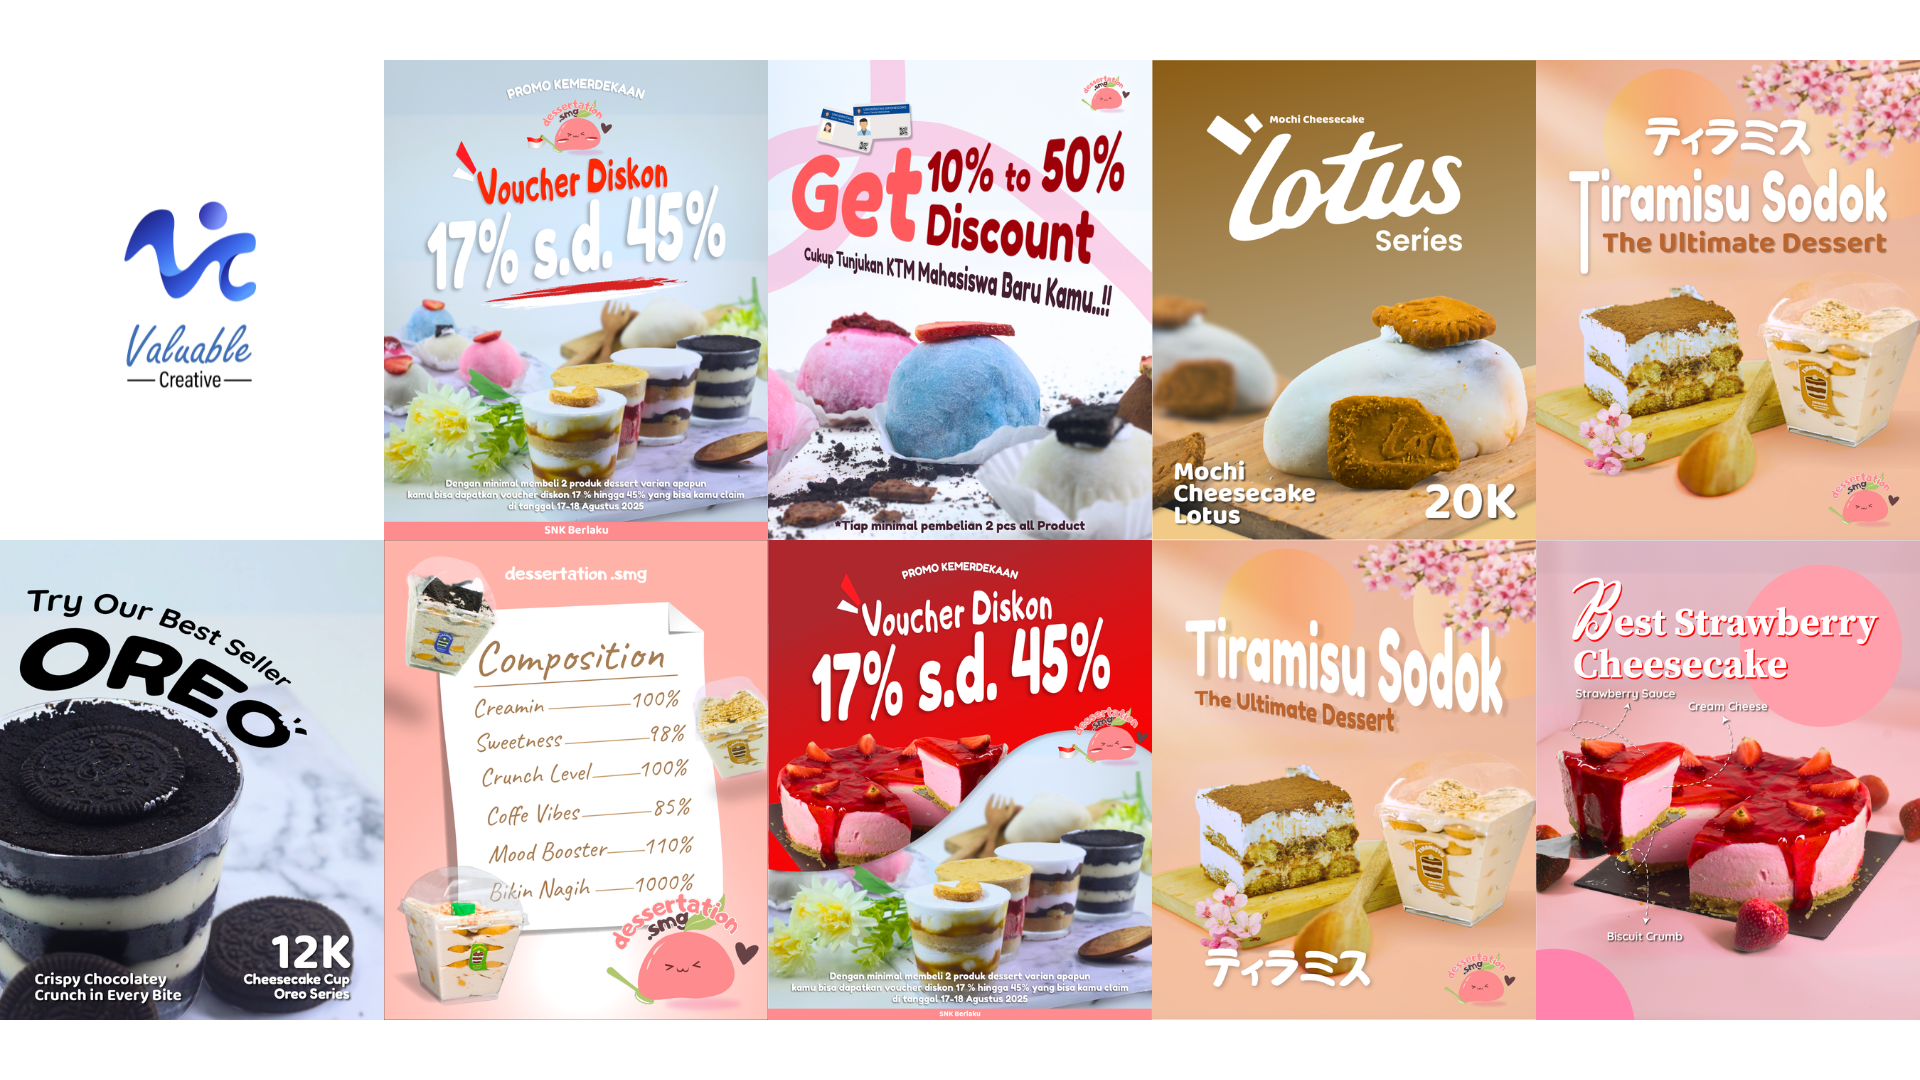 Valuable
Creative
PROMO KEMERDEKAAN
dessertation
.smg
Voucher Diskon
17% s.d. 45%
Dengan minimal membeli 2 produk dessert varian apapun
kamu bisa dapatkan voucher diskon 17 % hingga 45% yang bisa kamu claim
di tanggal 17-18 Agustus 2025
SNK Berlaku
dessertation
.smg
Get 10% to 50%
Discount
Cukup Tunjukan KTM Mahasiswa Baru Kamu..!!
*Tiap minimal pembelian 2 pcs all Product
Mochi Cheesecake
Lotus
Series
Mochi
Cheesecake
Lotus
20K
ティラミス
Tiramisu Sodok
The Ultimate Dessert
dessertation
.smg
Try Our Best Seller
OREO
12K
Crispy Chocolatey
Crunch in Every Bite
Cheesecake Cup
Oreo Series
dessertation .smg
Composition
Creamin 100%
Sweetness 98%
Crunch Level 100%
Coffe Vibes 85%
Mood Booster 110%
Bikin Nagih 1000%
dessertation
.smg
PROMO KEMERDEKAAN
Voucher Diskon
17% s.d. 45%
dessertation
.smg
Dengan minimal membeli 2 produk dessert varian apapun
kamu bisa dapatkan voucher diskon 17 % hingga 45% yang bisa kamu claim
di tanggal 17-18 Agustus 2025
SNK Berlaku
Tiramisu Sodok
The Ultimate Dessert
ティラミス
dessertation
.smg
Best Strawberry
Cheesecake
Strawberry Sauce
Cream Cheese
Biscuit Crumb